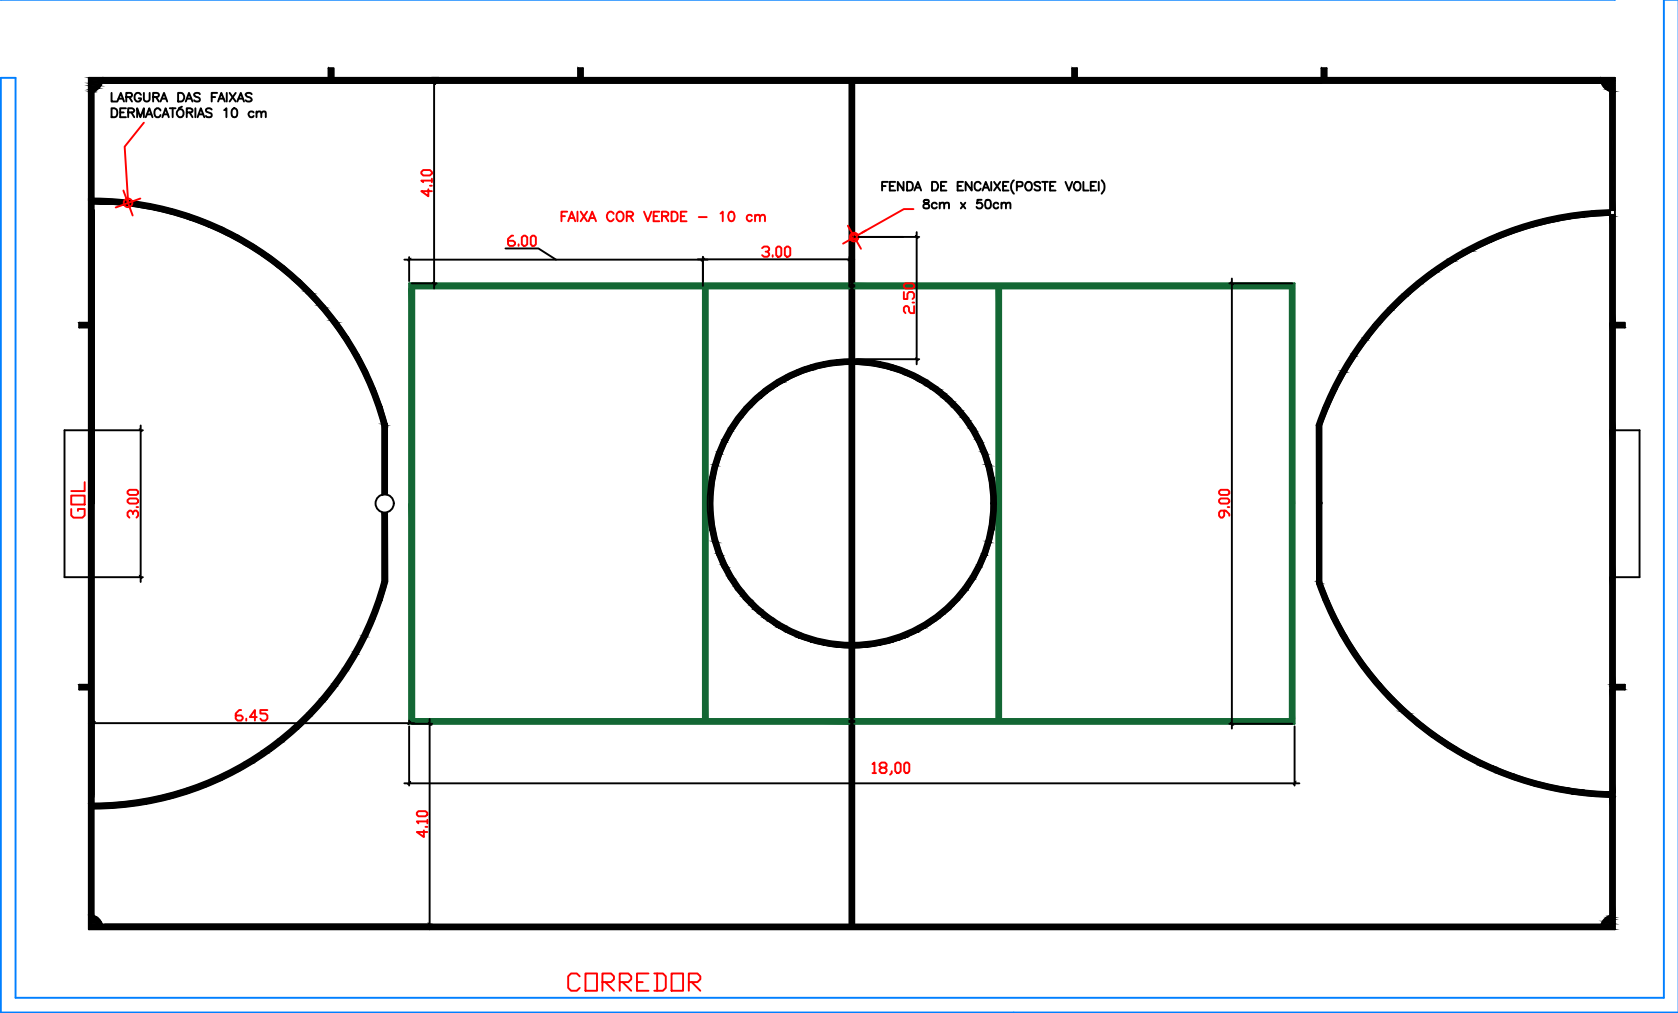 LARGURA DAS FAIXAS
DERMACATÓRIAS 10 cm
4.10
FENDA DE ENCAIXE(POSTE VOLEI)
8cm x 50cm
FAIXA COR VERDE - 10 cm
6.00
3.00
2.50
GOL
3.00
9.00
6.45
18,00
4.10
CORREDOR